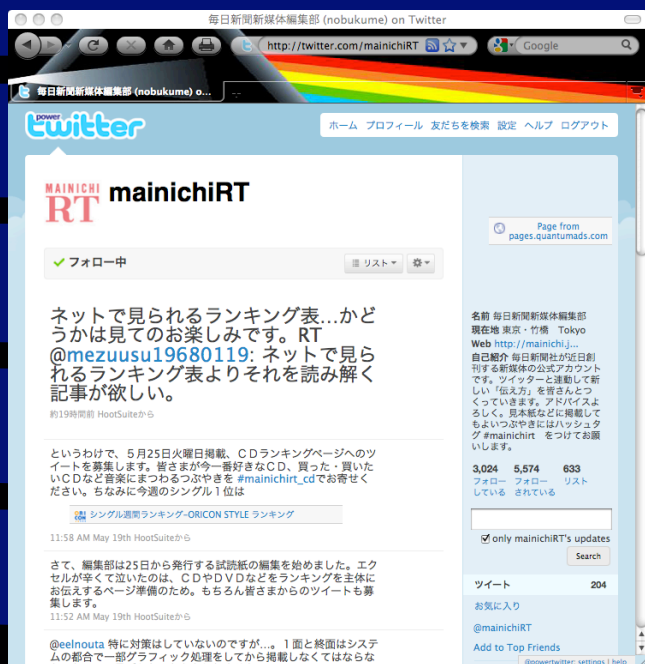 毎日新聞新媒体編集部 (nobukume) on Twitter
http://twitter.com/mainichiRT
Google
毎日新聞新媒体編集部 (nobukume) o...
power
twitter
ホーム プロフィール 友だちを検索 設定 ヘルプ ログアウト
MAINICHI
RT
mainichiRT
Page from
pages.quantumads.com
フォロー中
リスト
ネットで見られるランキング表…かど
うかは見てのお楽しみです。RT
@mezuusu19680119: ネットで見ら
れるランキング表よりそれを読み解く
記事が欲しい。
約19時間前 HootSuiteから
というわけで、５月25日火曜日掲載、ＣＤランキングページへのツ
イートを募集します。皆さまが今一番好きなＣＤ、買った・買いた
いＣＤなど音楽にまつわるつぶやきを #mainichirt_cdでお寄せく
ださい。ちなみに今週のシングル１位は
シングル週間ランキング-ORICON STYLE ランキング
11:58 AM May 19th HootSuiteから
さて、編集部は25日から発行する試読紙の編集を始めました。エク
セルが辛くて泣いたのは、ＣＤやＤＶＤなどをランキングを主体に
お伝えするページ準備のため。もちろん皆さまからのツイートも募
集します。
11:52 AM May 19th HootSuiteから
@eelnouta 特に対策はしていないのですが…。１面と終面はシステ
ムの都合で一部グラフィック処理をしてから掲載しなくてはならな
名前 毎日新聞新媒体編集部
現在地 東京・竹橋　Tokyo
Web http://mainichi.j...
自己紹介 毎日新聞社が近日創
刊する新媒体の公式アカウント
です。ツイッターと連動して新
しい「伝え方」を皆さんとつ
くっていきます。アドバイスよ
ろしく。見本紙などに掲載して
もよいつぶやきにはハッシュタ
グ #mainichirt　をつけてお願
いします。
3,024 5,574 633
フォロー フォロー リスト
している されている
only mainichiRT's updates
Search
ツイート 204
お気に入り
@mainichiRT
Add to Top Friends
@powertwitter: settings | help